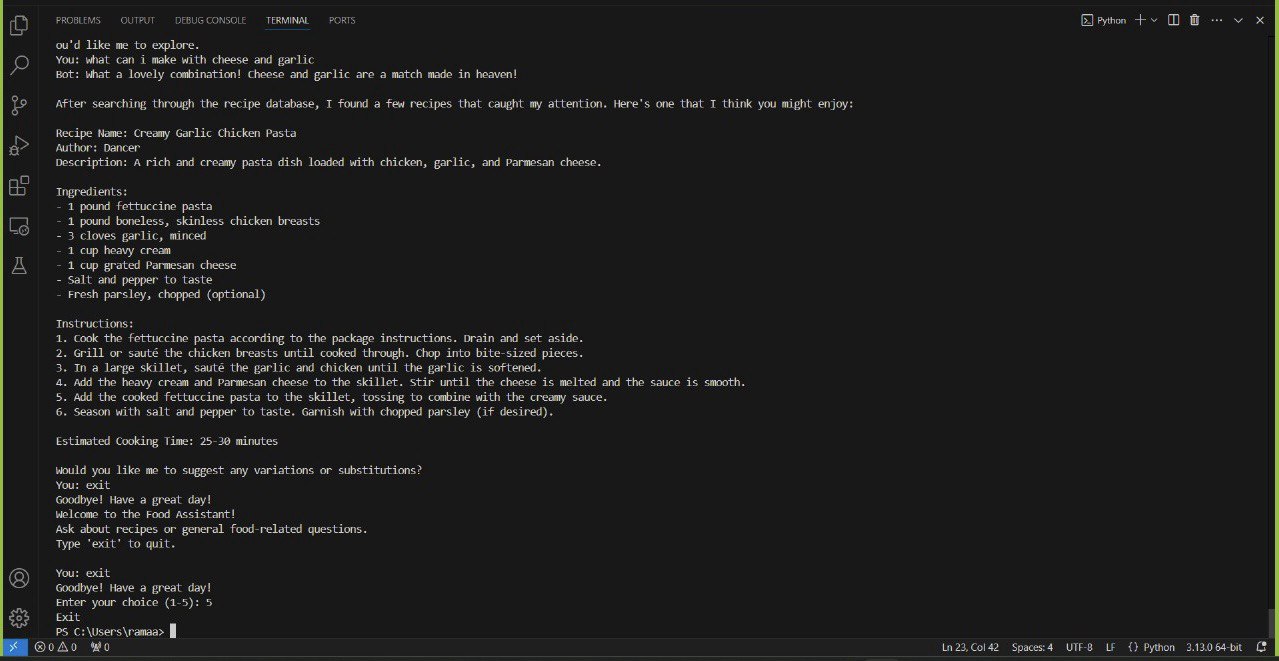 PROBLEMS OUTPUT DEBUG CONSOLE TERMINAL PORTS Python
ou'd like me to explore.
You: what can i make with cheese and garlic
Bot: What a lovely combination! Cheese and garlic are a match made in heaven!
After searching through the recipe database, I found a few recipes that caught my attention. Here's one that I think you might enjoy:
Recipe Name: Creamy Garlic Chicken Pasta
Author: Dancer
Description: A rich and creamy pasta dish loaded with chicken, garlic, and Parmesan cheese.
Ingredients:
- 1 pound fettuccine pasta
- 1 pound boneless, skinless chicken breasts
- 3 cloves garlic, minced
- 1 cup heavy cream
- 1 cup grated Parmesan cheese
- Salt and pepper to taste
- Fresh parsley, chopped (optional)
Instructions:
1. Cook the fettuccine pasta according to the package instructions. Drain and set aside.
2. Grill or sauté the chicken breasts until cooked through. Chop into bite-sized pieces.
3. In a large skillet, sauté the garlic and chicken until the garlic is softened.
4. Add the heavy cream and Parmesan cheese to the skillet. Stir until the cheese is melted and the sauce is smooth.
5. Add the cooked fettuccine pasta to the skillet, tossing to combine with the creamy sauce.
6. Season with salt and pepper to taste. Garnish with chopped parsley (if desired).
Estimated Cooking Time: 25-30 minutes
Would you like me to suggest any variations or substitutions?
You: exit
Goodbye! Have a great day!
Welcome to the Food Assistant!
Ask about recipes or general food-related questions.
Type 'exit' to quit.
You: exit
Goodbye! Have a great day!
Enter your choice (1-5): 5
Exit
PS C:\Users\ramaa>
0 0 0 Ln 23, Col 42 Spaces: 4 UTF-8 LF {} Python 3.13.0 64-bit